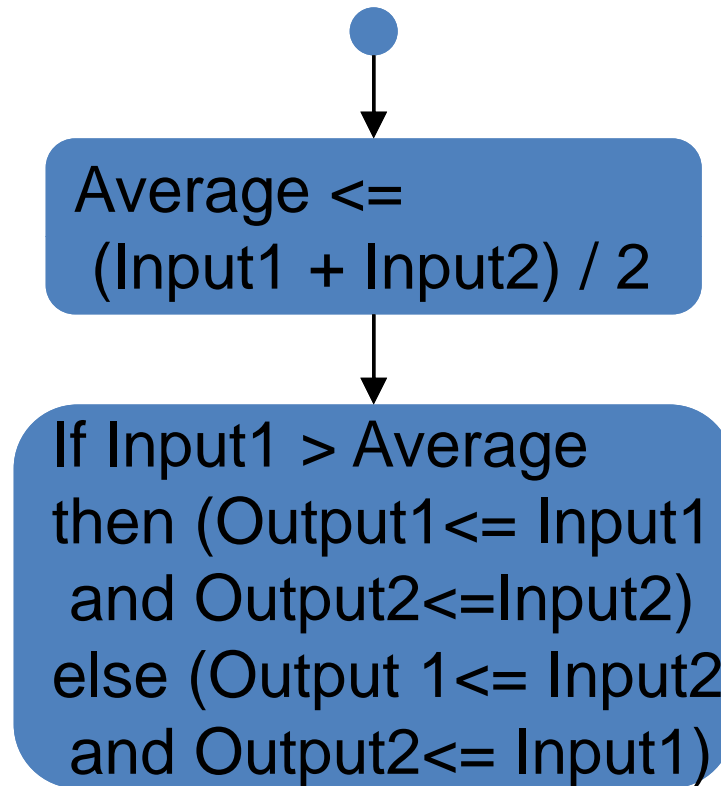 Average <=
(Input1 + Input2) / 2
If Input1 > Average
then (Output1<= Input1
and Output2<=Input2)
else (Output 1<= Input2
and Output2<= Input1)